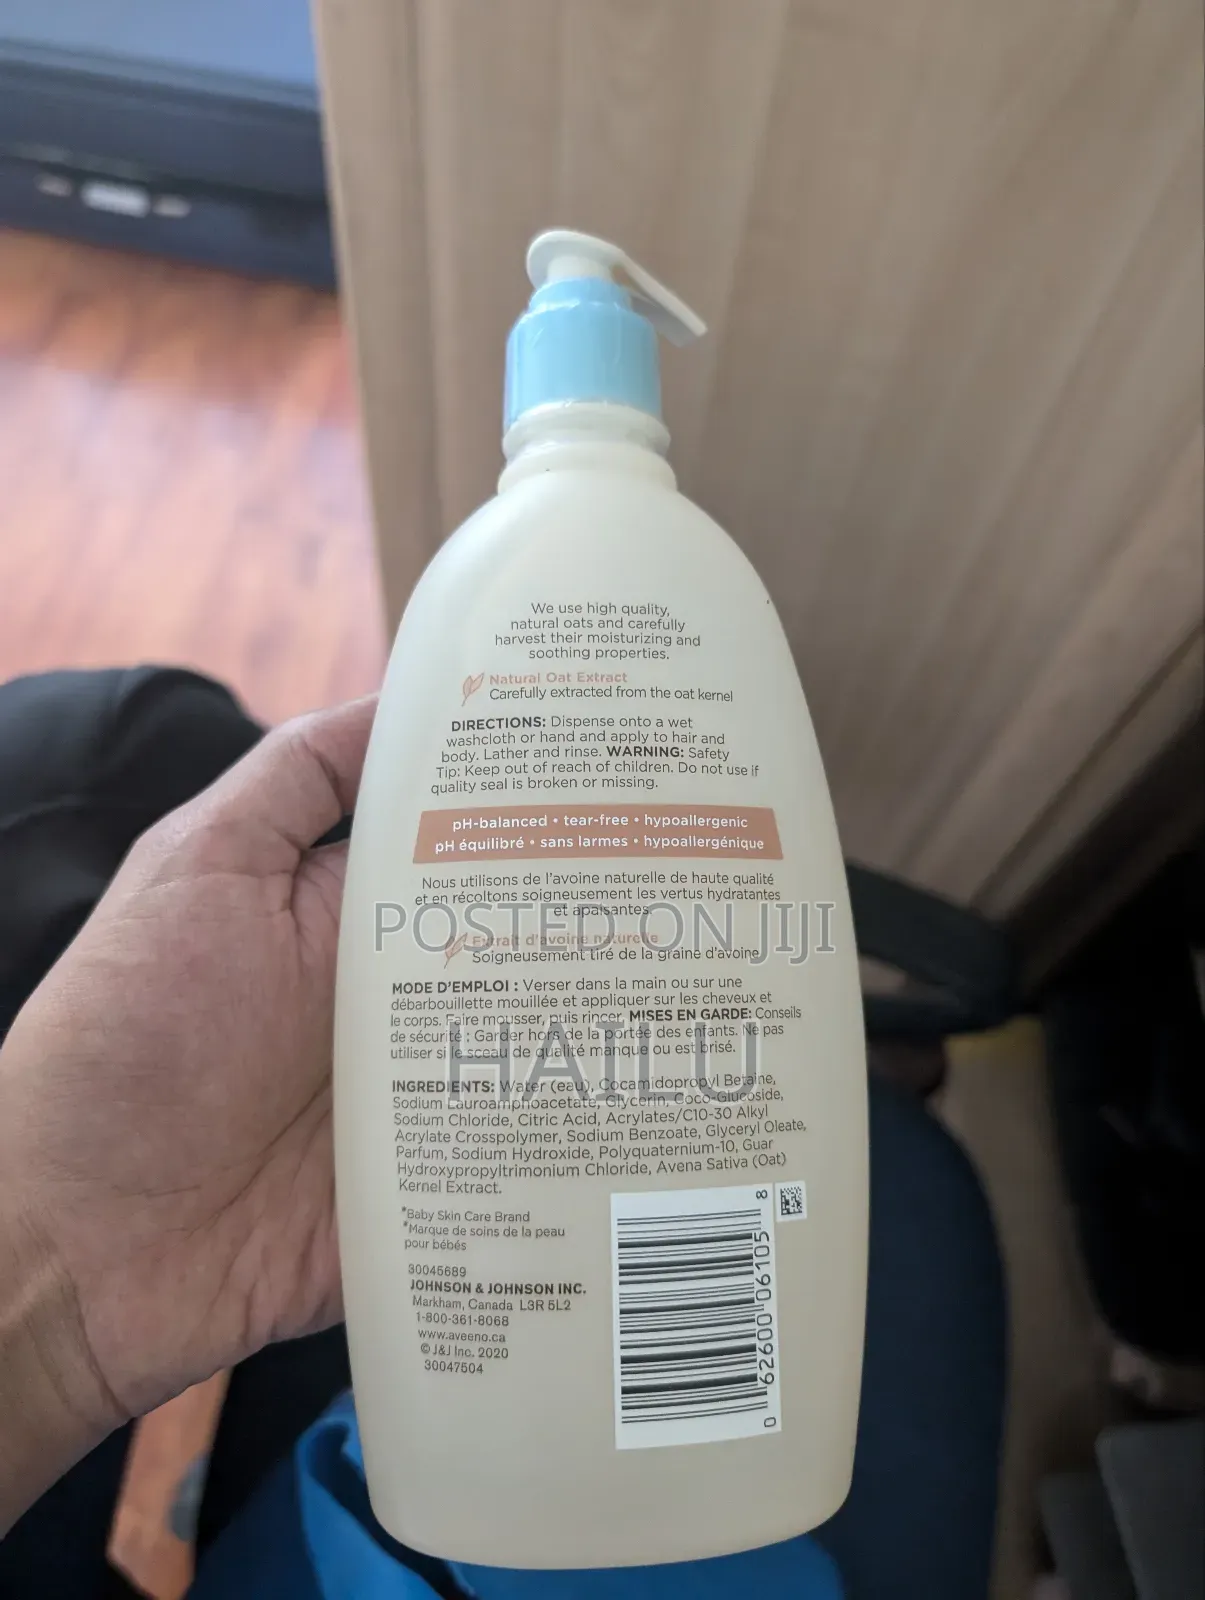 We use high quality,
natural oats and carefully
harvest their moisturizing and
soothing properties.
Natural Oat Extract
Carefully extracted from the oat kernel
DIRECTIONS: Dispense onto a wet
washcloth or hand and apply to hair and
body. Lather and rinse. WARNING: Safety
Tip: Keep out of reach of children. Do not use if
quality seal is broken or missing.
pH-balanced • tear-free • hypoallergenic
pH équilibré • sans larmes • hypoallergénique
Nous utilisons de l'avoine naturelle de haute qualité
et en récoltons soigneusement les vertus hydratantes
et apaisantes.
POSTED ON JIJI
Extrait d'avoine naturelle
Soigneusement tiré de la graine d'avoine
MODE D'EMPLOI : Verser dans la main ou sur une
débarbouillette mouillée et appliquer sur les cheveux et
le corps. Faire mousser, puis rincer. MISES EN GARDE: Conseils
de sécurité : Garder hors de la portée des enfants. Ne pas
utiliser si le sceau de qualité manque ou est brisé.
HAILU
INGREDIENTS: Water (eau), Cocamidopropyl Betaine,
Sodium Lauroamphoacetate, Glycerin, Coco-Glucoside,
Sodium Chloride, Citric Acid, Acrylates/C10-30 Alkyl
Acrylate Crosspolymer, Sodium Benzoate, Glyceryl Oleate,
Parfum, Sodium Hydroxide, Polyquaternium-10, Guar
Hydroxypropyltrimonium Chloride, Avena Sativa (Oat)
Kernel Extract.
*Baby Skin Care Brand
*Marque de soins de la peau
pour bébés
30045689
JOHNSON & JOHNSON INC.
Markham, Canada L3R 5L2
1-800-361-8068
www.aveeno.ca
© J&J Inc. 2020
30047504
0 62600 06105 8